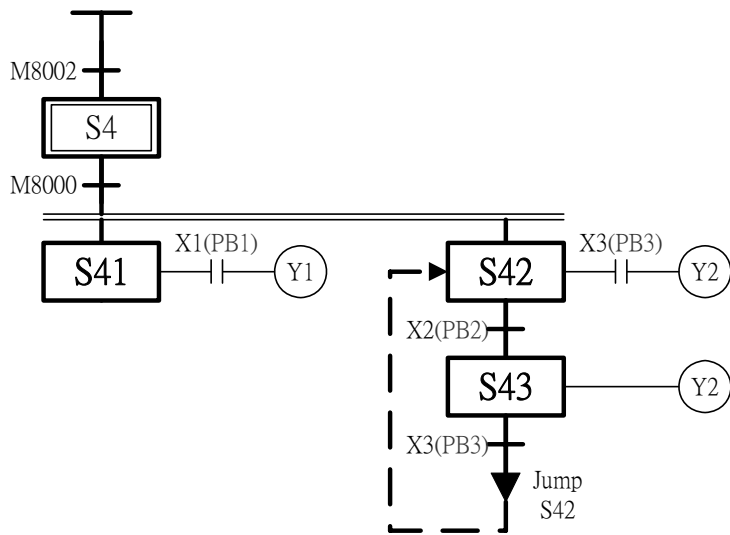 M8002
S4
M8000
X1(PB1)
S41
Y1
X3(PB3)
S42
Y2
X2(PB2)
S43
Y2
X3(PB3)
Jump
S42